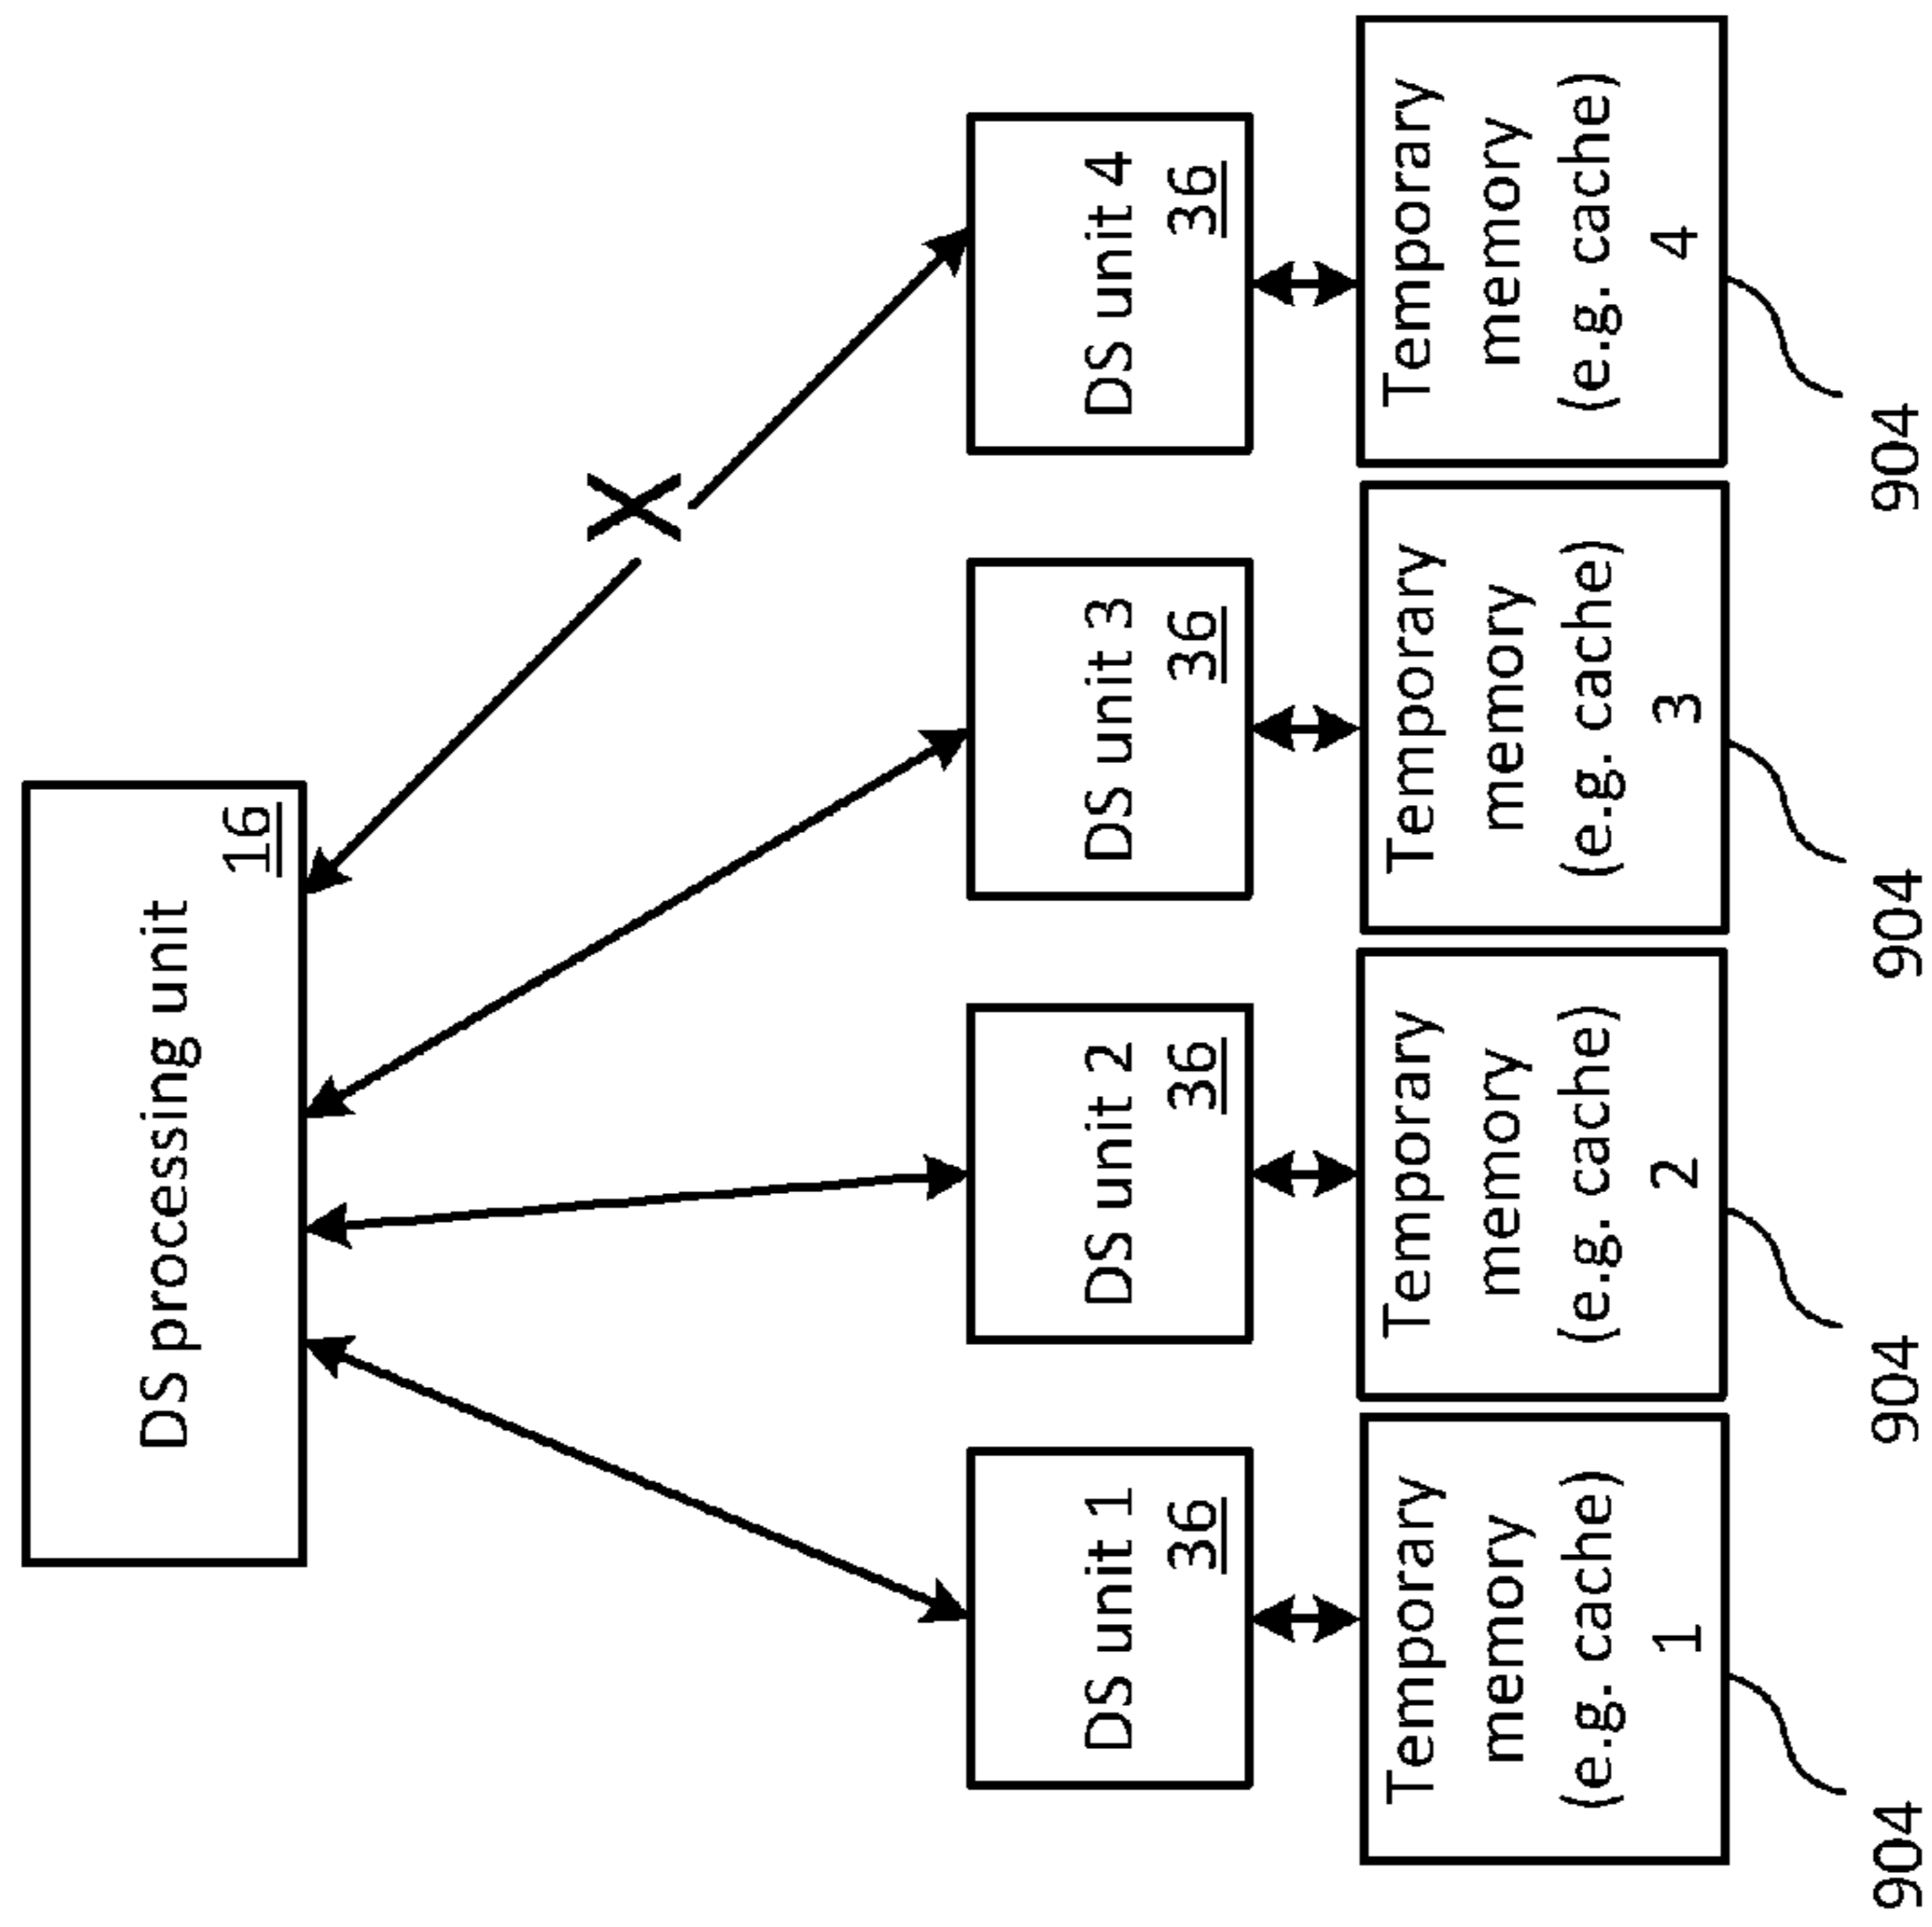 DS processing unit
16
X
DS unit 1
36
DS unit 2
36
DS unit 3
36
DS unit 4
36
Temporary
memory
(e.g. cache)
1
Temporary
memory
(e.g. cache)
2
Temporary
memory
(e.g. cache)
3
Temporary
memory
(e.g. cache)
4
904
904
904
904